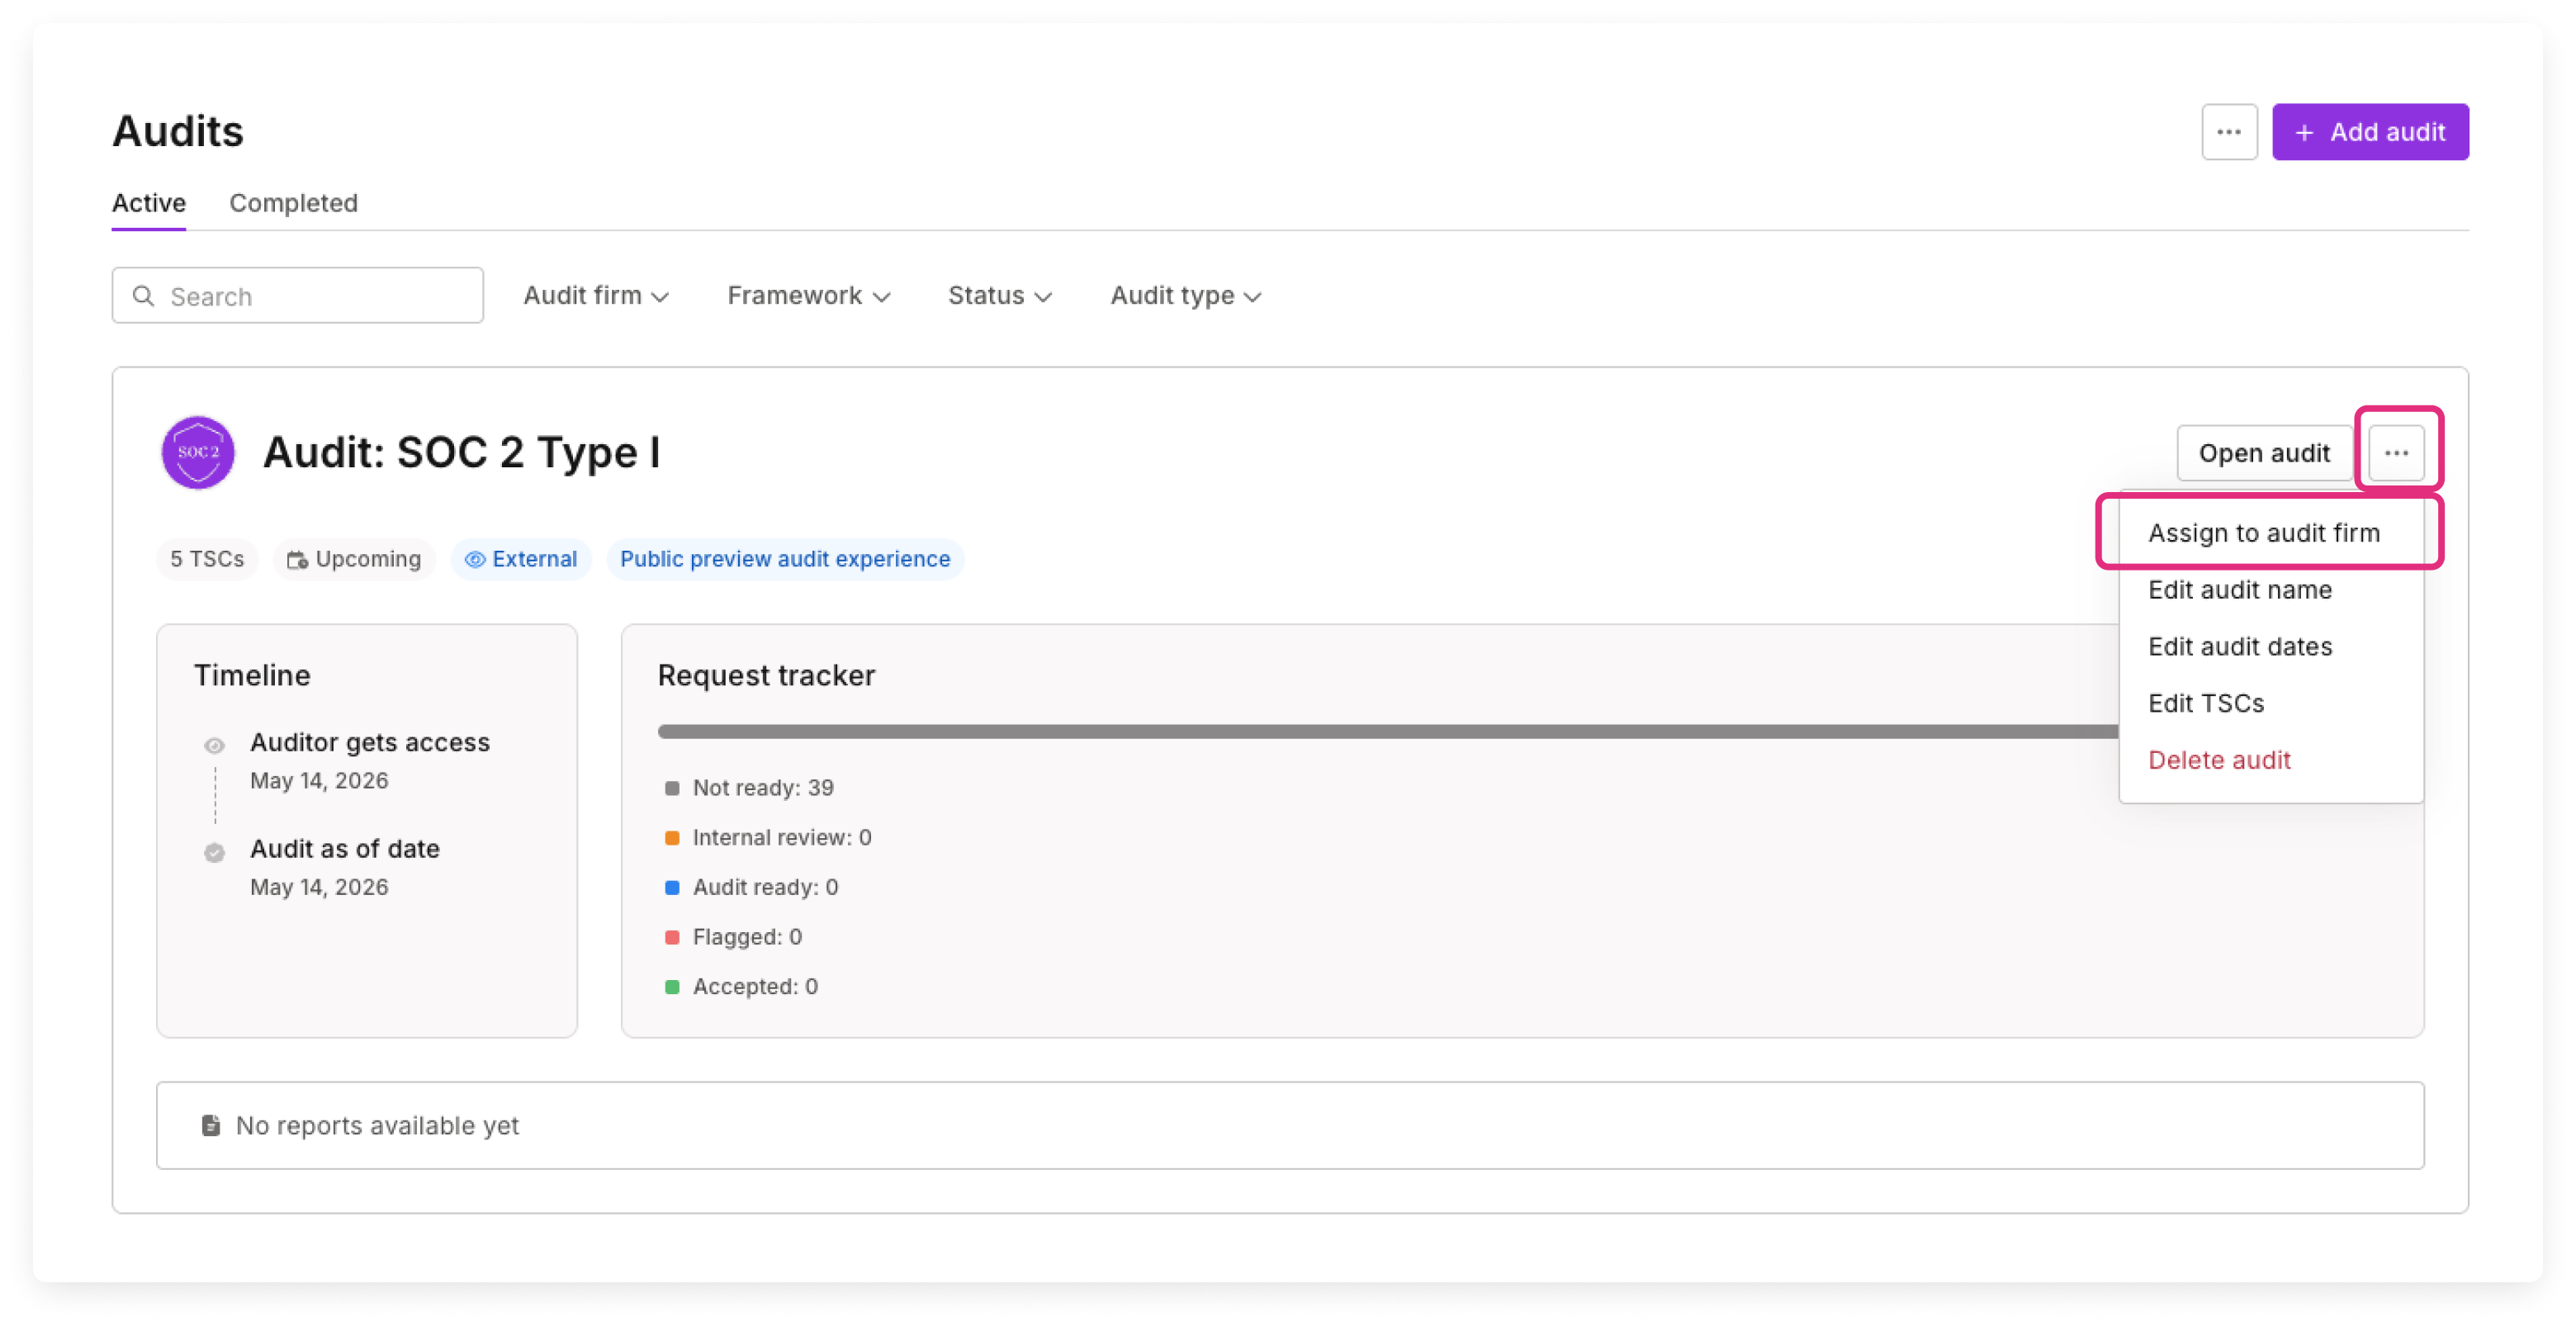 Audits
+ Add audit
Active Completed
Search Audit firm Framework Status Audit type
SOC 2
Audit: SOC 2 Type I
Open audit
5 TSCs Upcoming External Public preview audit experience
Assign to audit firm
Edit audit name
Edit audit dates
Edit TSCs
Delete audit
Timeline
Auditor gets access
May 14, 2026
Audit as of date
May 14, 2026
Request tracker
Not ready: 39
Internal review: 0
Audit ready: 0
Flagged: 0
Accepted: 0
No reports available yet